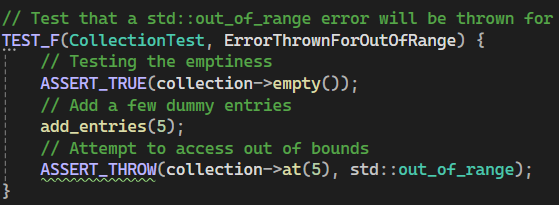 // Test that a std::out_of_range error will be thrown for
TEST_F(CollectionTest, ErrorThrownForOutOfRange) {
// Testing the emptiness
ASSERT_TRUE(collection->empty());
// Add a few dummy entries
add_entries(5);
// Attempt to access out of bounds
ASSERT_THROW(collection->at(5), std::out_of_range);
}